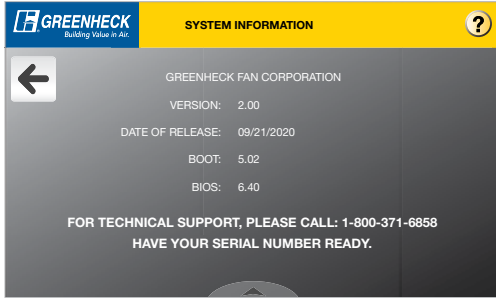 GREENHECK
Building Value in Air.
SYSTEM INFORMATION
?
GREENHECK FAN CORPORATION
VERSION: 2.00
DATE OF RELEASE: 09/21/2020
BOOT: 5.02
BIOS: 6.40
FOR TECHNICAL SUPPORT, PLEASE CALL: 1-800-371-6858
HAVE YOUR SERIAL NUMBER READY.